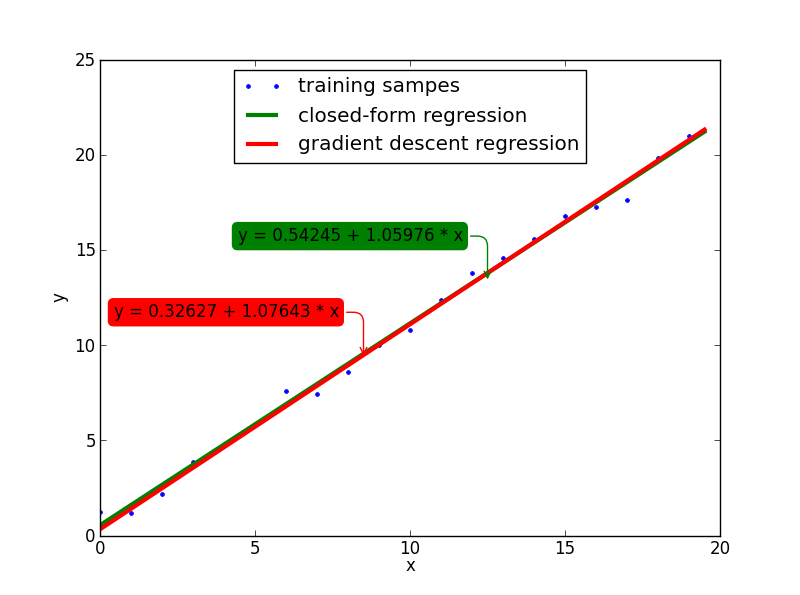 25
training sampes
closed-form regression
gradient descent regression
20
y = 0.54245 + 1.05976 * x
15
y = 0.32627 + 1.07643 * x
y
10
5
0
0 5 10 15 20
x